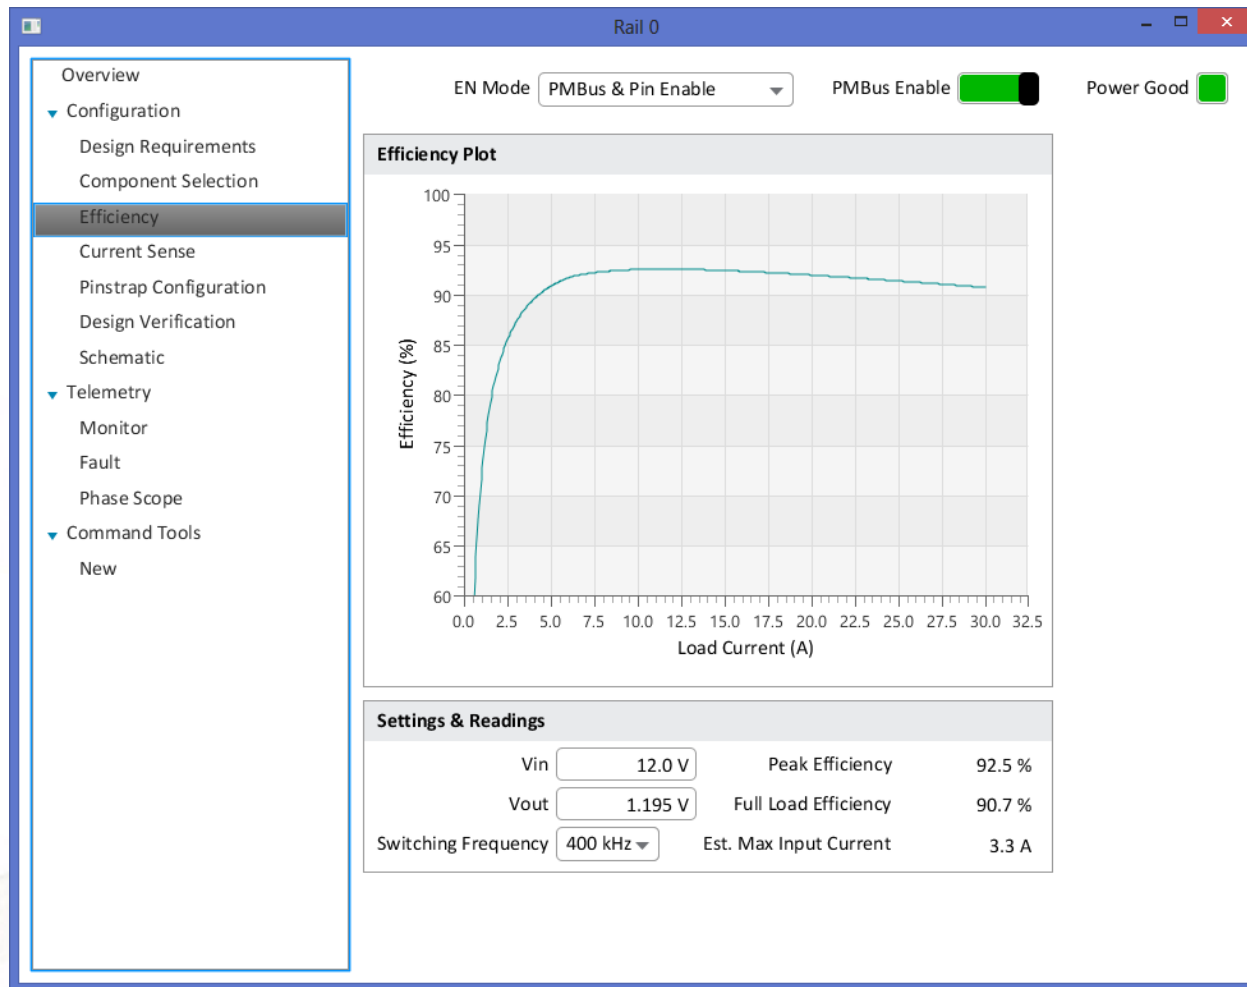 Rail 0
Overview
Configuration
Design Requirements
Component Selection
Efficiency
Current Sense
Pinstrap Configuration
Design Verification
Schematic
Telemetry
Monitor
Fault
Phase Scope
Command Tools
New
EN Mode PMBus & Pin Enable PMBus Enable Power Good
Efficiency Plot
100
95
90
85
80
75
70
65
60
Efficiency (%)
0.0 2.5 5.0 7.5 10.0 12.5 15.0 17.5 20.0 22.5 25.0 27.5 30.0 32.5
Load Current (A)
Settings & Readings
Vin 12.0 V Peak Efficiency 92.5 %
Vout 1.195 V Full Load Efficiency 90.7 %
Switching Frequency 400 kHz Est. Max Input Current 3.3 A